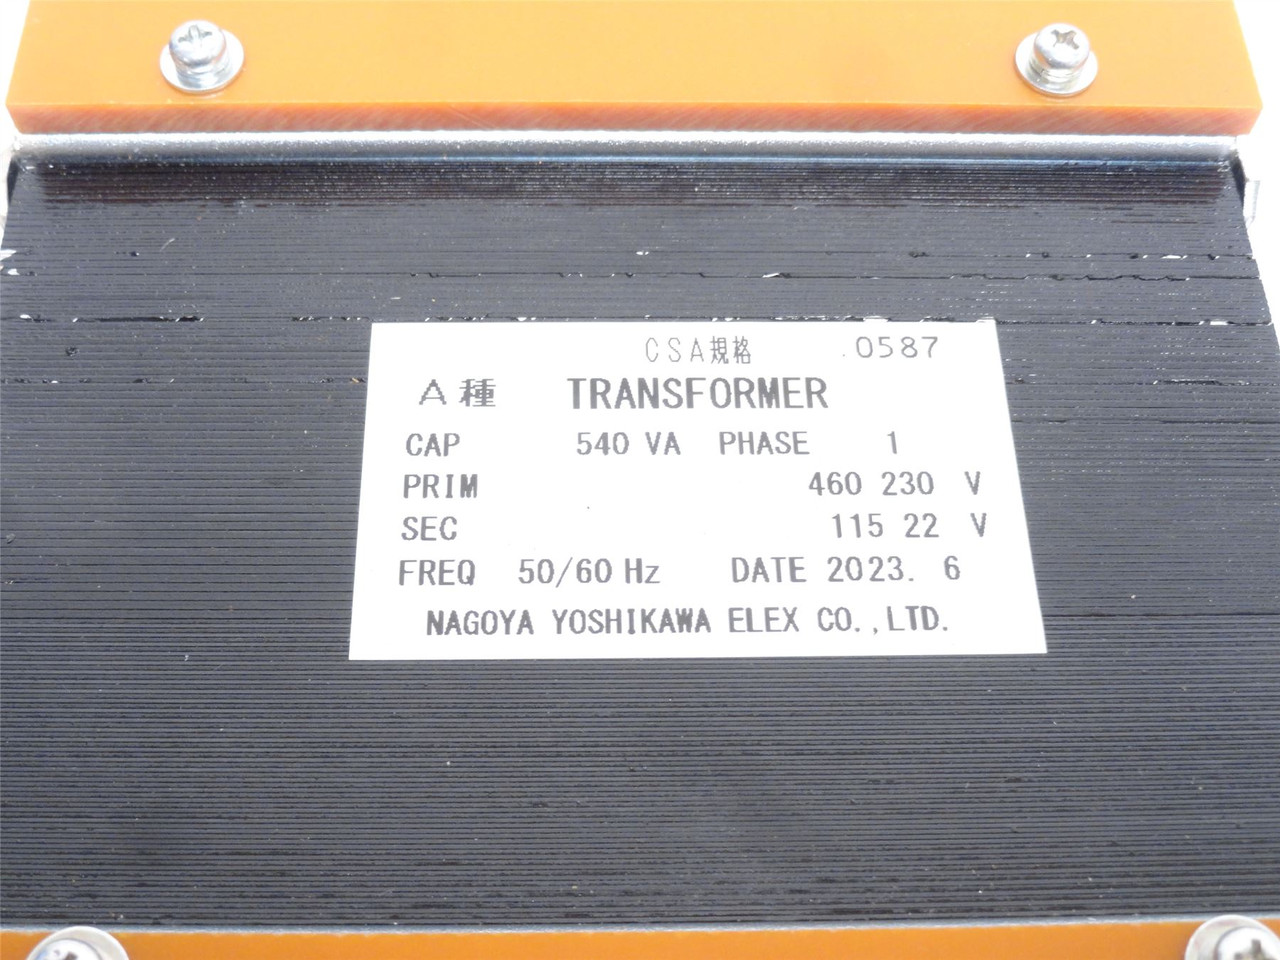 CSA規格 0587
A種 TRANSFORMER
CAP 540 VA PHASE 1
PRIM 460 230 V
SEC 115 22 V
FREQ 50/60 Hz DATE 2023. 6
NAGOYA YOSHIKAWA ELEX CO.,LTD.